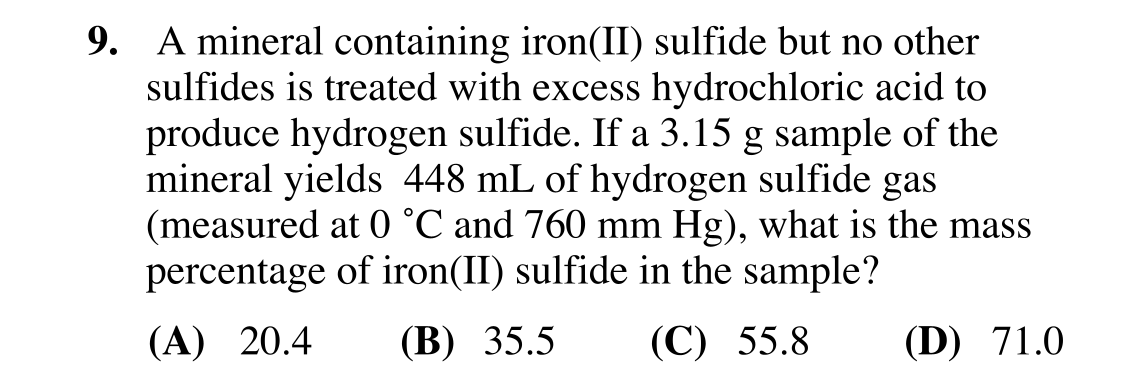 9. A mineral containing iron(II) sulfide but no other
sulfides is treated with excess hydrochloric acid to
produce hydrogen sulfide. If a 3.15 g sample of the
mineral yields 448 mL of hydrogen sulfide gas
(measured at 0 ˚C and 760 mm Hg), what is the mass
percentage of iron(II) sulfide in the sample?
(A) 20.4 (B) 35.5 (C) 55.8 (D) 71.0